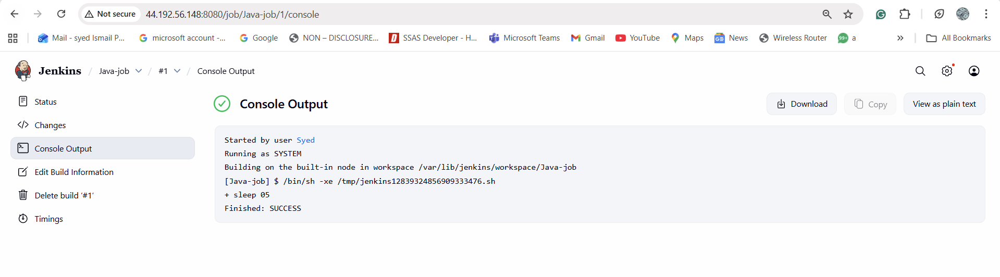 Not secure 44.192.56.148:8080/job/Java-job/1/console
Mail - syed Ismail P... microsoft account -... Google NON – DISCLOSURE... SSAS Developer - H... Microsoft Teams Gmail YouTube Maps News Wireless Router 99+ a » All Bookmarks
Jenkins / Java-job / #1 / Console Output
Status
Changes
Console Output
Edit Build Information
Delete build ‘#1’
Timings
Console Output
Download Copy View as plain text
Started by user Syed
Running as SYSTEM
Building on the built-in node in workspace /var/lib/jenkins/workspace/Java-job
[Java-job] $ /bin/sh -xe /tmp/jenkins12839324856909333476.sh
+ sleep 05
Finished: SUCCESS